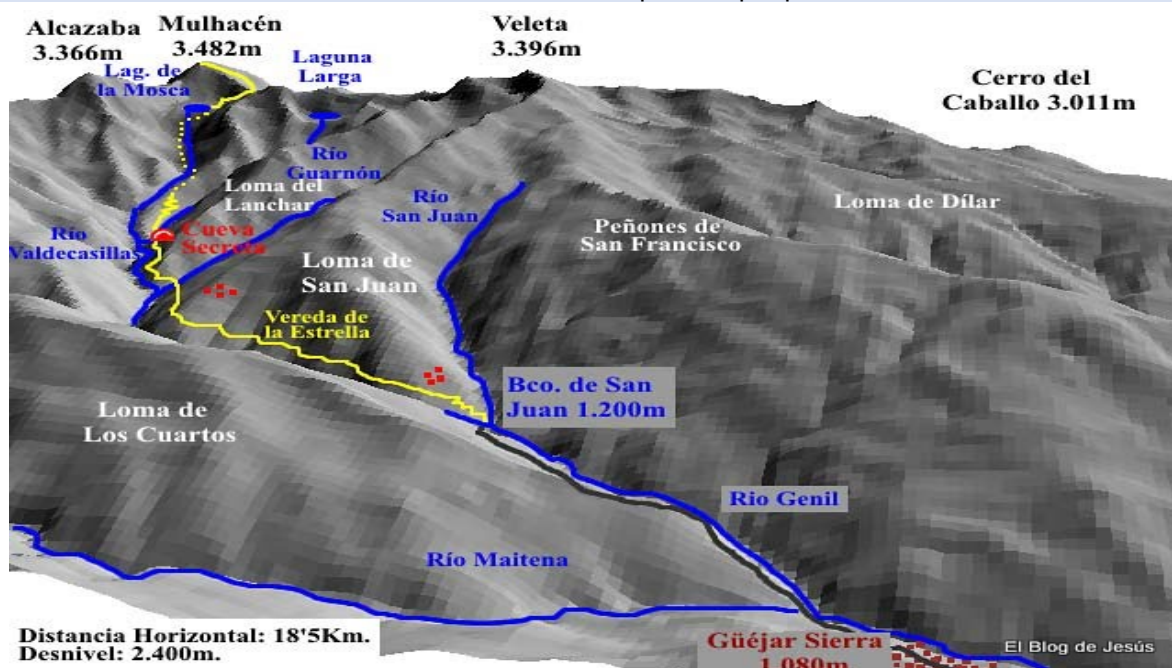 Alcazaba
3.366m
Mulhacén
3.482m
Veleta
3.396m
Laguna
Larga
Lag. de
la Mosca
Cerro del
Caballo 3.011m
Río
Guarnón
Loma del
Lanchar
Río
San Juan
Loma de Dílar
Peñones de
San Francisco
Río
Valdecasillas
Cueva
Secreta
Loma de
San Juan
Vereda de
la Estrella
Bco. de San
Juan 1.200m
Loma de
Los Cuartos
Rio Genil
Río Maitena
Distancia Horizontal: 18'5Km.
Desnivel: 2.400m.
Güéjar Sierra
1.080m
El Blog de Jesús